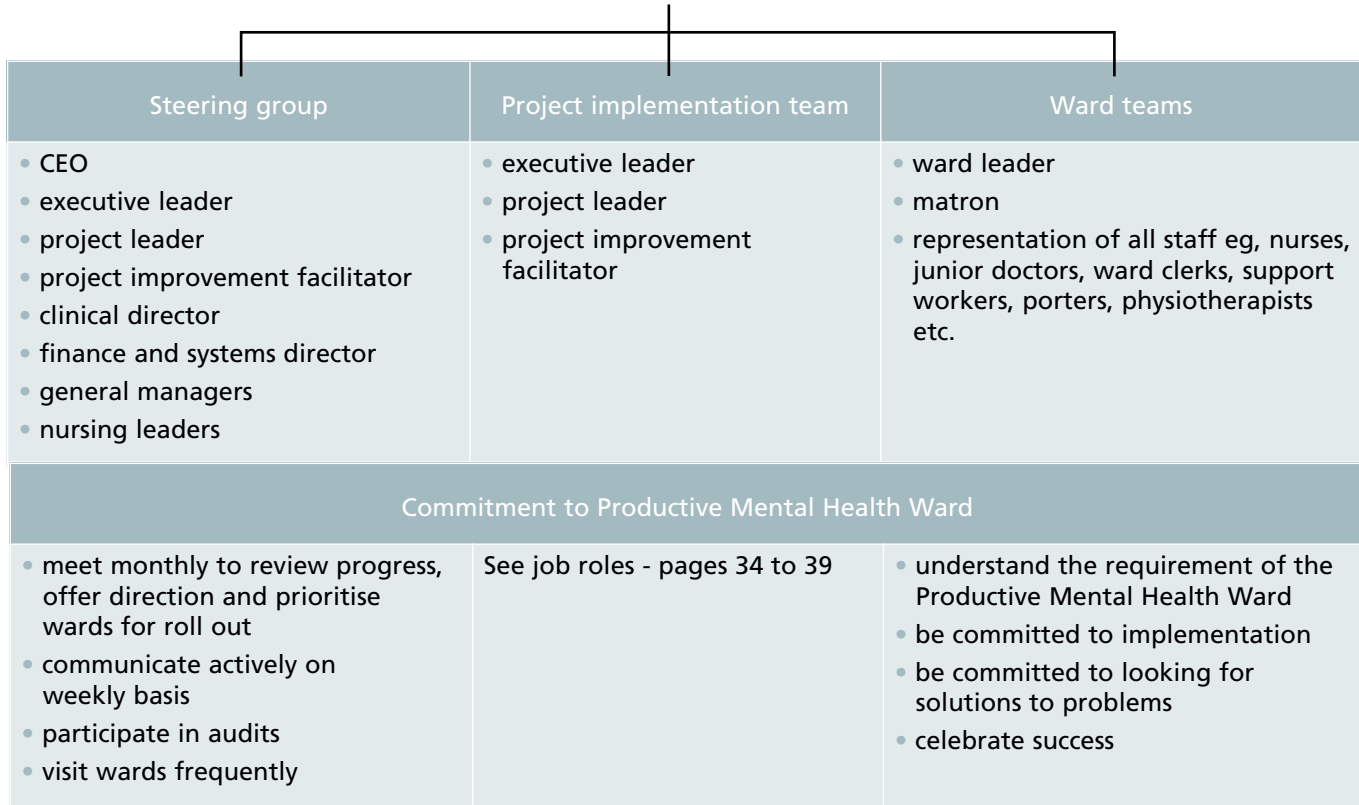 Steering group
Project implementation team
Ward teams
• CEO
• executive leader
• project leader
• project improvement facilitator
• clinical director
• finance and systems director
• general managers
• nursing leaders
• executive leader
• project leader
• project improvement
facilitator
• ward leader
• matron
• representation of all staff eg, nurses,
junior doctors, ward clerks, support
workers, porters, physiotherapists
etc.
Commitment to Productive Mental Health Ward
• meet monthly to review progress,
offer direction and prioritise
wards for roll out
• communicate actively on
weekly basis
• participate in audits
• visit wards frequently
See job roles - pages 34 to 39
• understand the requirement of the
Productive Mental Health Ward
• be committed to implementation
• be committed to looking for
solutions to problems
• celebrate success